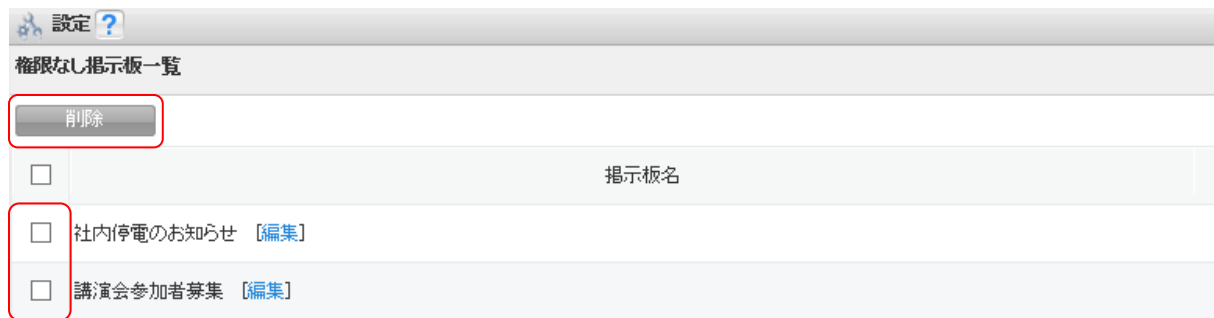 設定 ?
権限なし掲示板一覧
削除
掲示板名
社内停電のお知らせ [編集]
講演会参加者募集 [編集]